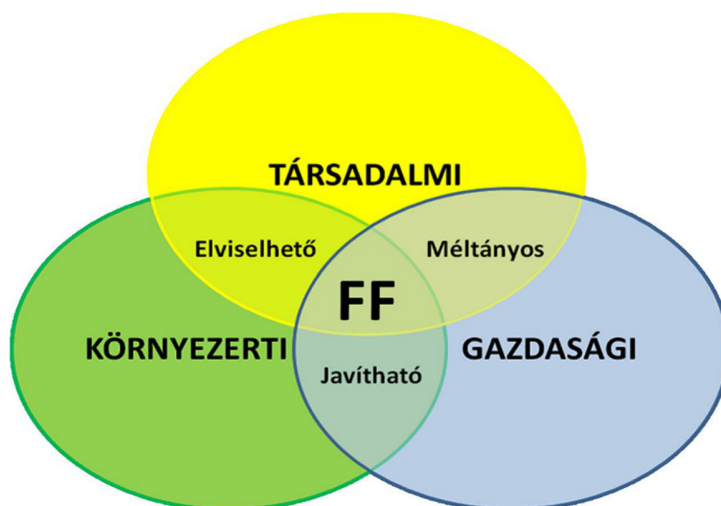 TÁRSADALMI
Elviselhető
Méltányos
FF
KÖRNYEZERTI
GAZDASÁGI
Javítható